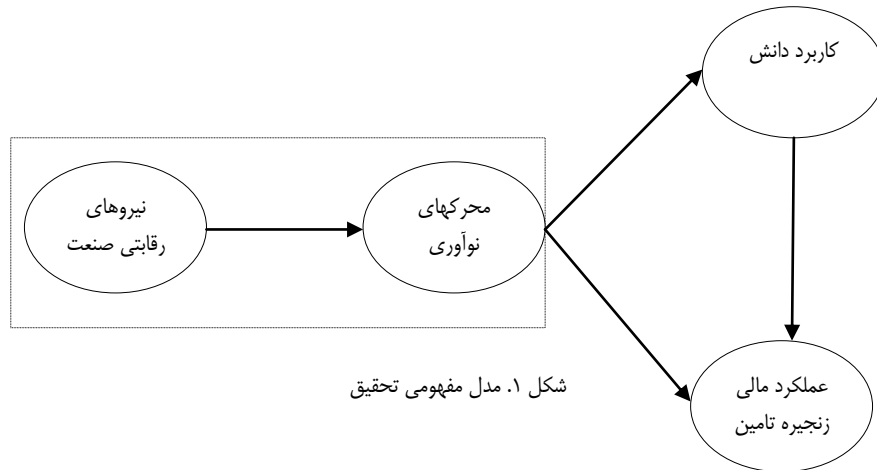 کاربرد دانش
نیروهای
رقابتی صنعت
محرکهای
نوآوری
عملکرد مالی
زنجیره تامین
شکل ۱. مدل مفهومی تحقیق